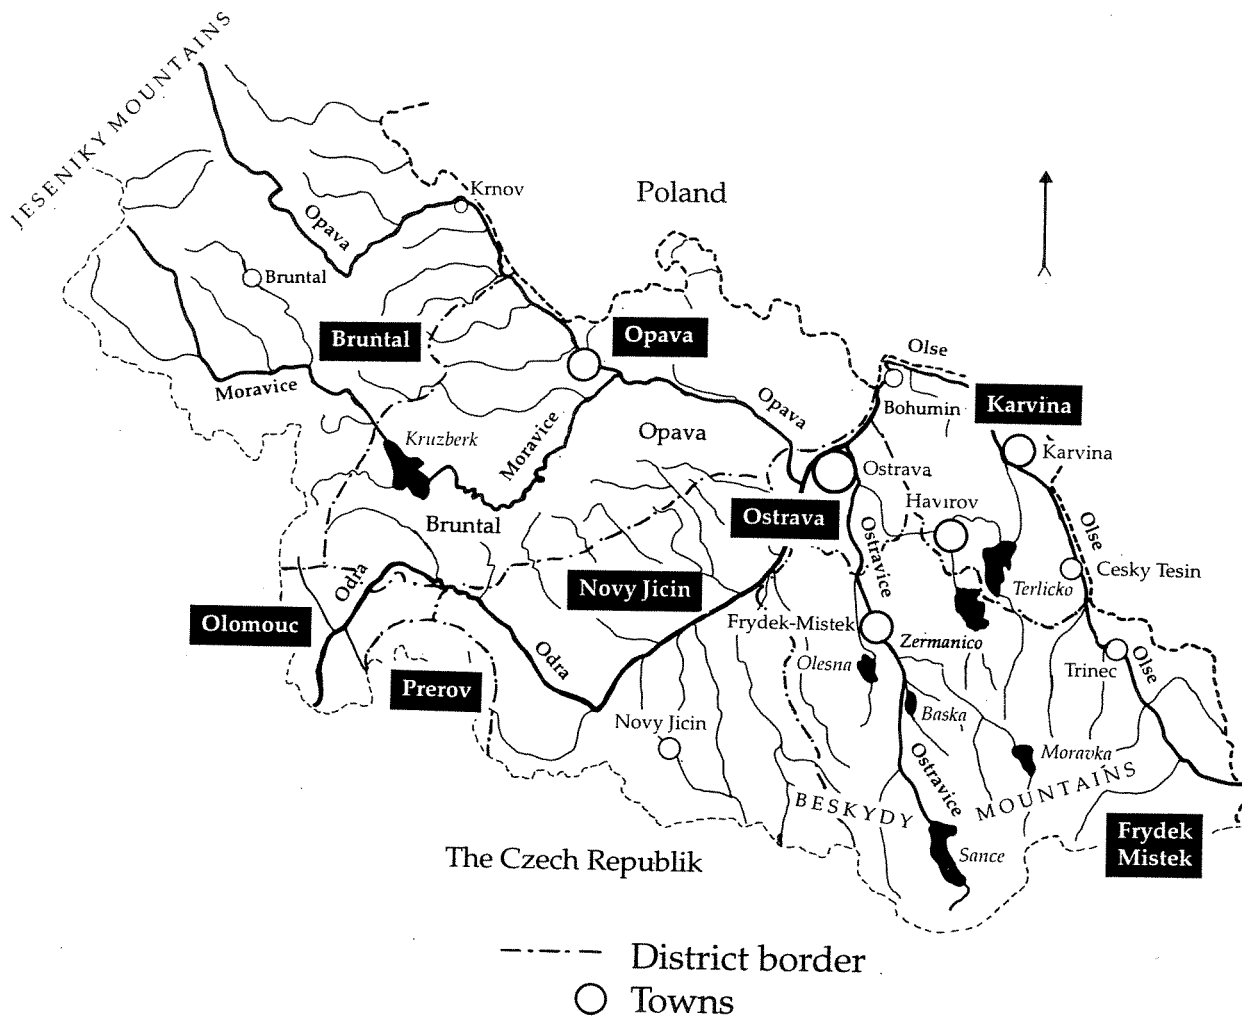 JESENIKY MOUNTAINS
Krnov
Poland
Opava
Bruntal
Bruntal
Opava
Olse
Moravice
Opava
Bohumin
Karvina
Kruzberk
Moravice
Opava
Karvina
Ostrava
Havirov
Bruntal
Ostrava
Ostravice
Olse
Odra
Novy Jicin
Terlicko
Cesky Tesin
Olomouc
Frydek-Mistek
Zermanico
Odra
Olesna
Trinec
Olse
Prerov
Baska
Novy Jicin
Moravka
Ostravice
BESKYDY MOUNTAINS
Frydek
Mistek
The Czech Republik
Sance
District border
Towns